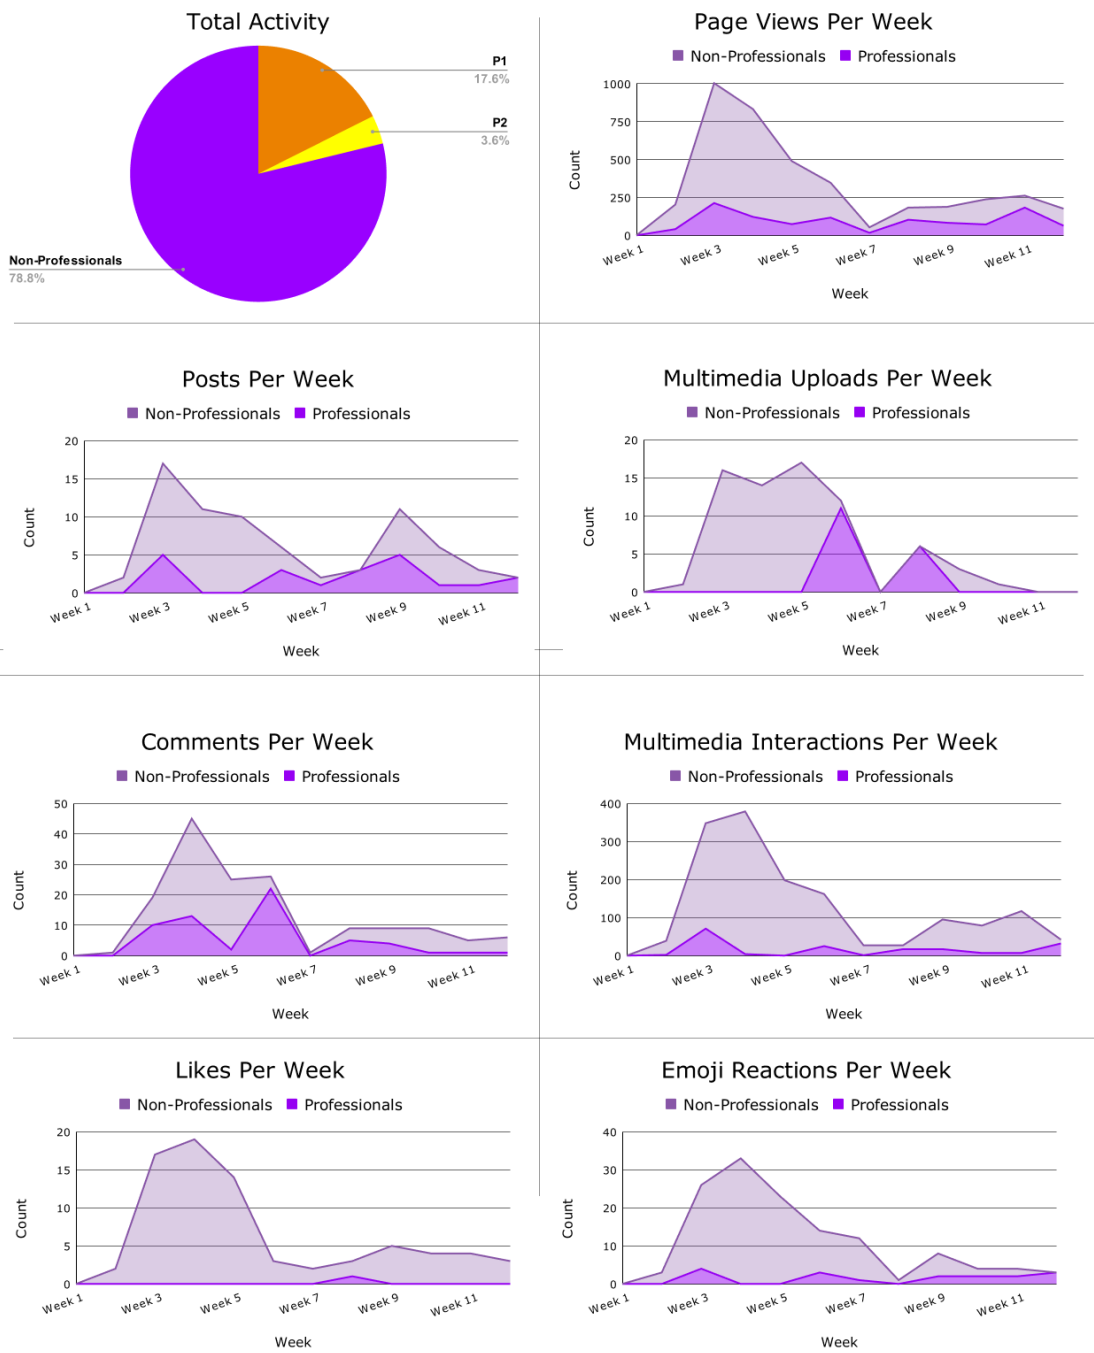 Total Activity
P1
17.6%
P2
3.6%
Non-Professionals
78.8%
Page Views Per Week
Non-Professionals Professionals
1000
750
500
250
0
Count
Week 1 Week 3 Week 5 Week 7 Week 9 Week 11
Week
Posts Per Week
Non-Professionals Professionals
20
15
10
5
0
Count
Week 1 Week 3 Week 5 Week 7 Week 9 Week 11
Week
Multimedia Uploads Per Week
Non-Professionals Professionals
20
15
10
5
0
Count
Week 1 Week 3 Week 5 Week 7 Week 9 Week 11
Week
Comments Per Week
Non-Professionals Professionals
50
40
30
20
10
0
Count
Week 1 Week 3 Week 5 Week 7 Week 9 Week 11
Week
Multimedia Interactions Per Week
Non-Professionals Professionals
400
300
200
100
0
Count
Week 1 Week 3 Week 5 Week 7 Week 9 Week 11
Week
Likes Per Week
Non-Professionals Professionals
20
15
10
5
0
Count
Week 1 Week 3 Week 5 Week 7 Week 9 Week 11
Week
Emoji Reactions Per Week
Non-Professionals Professionals
40
30
20
10
0
Count
Week 1 Week 3 Week 5 Week 7 Week 9 Week 11
Week